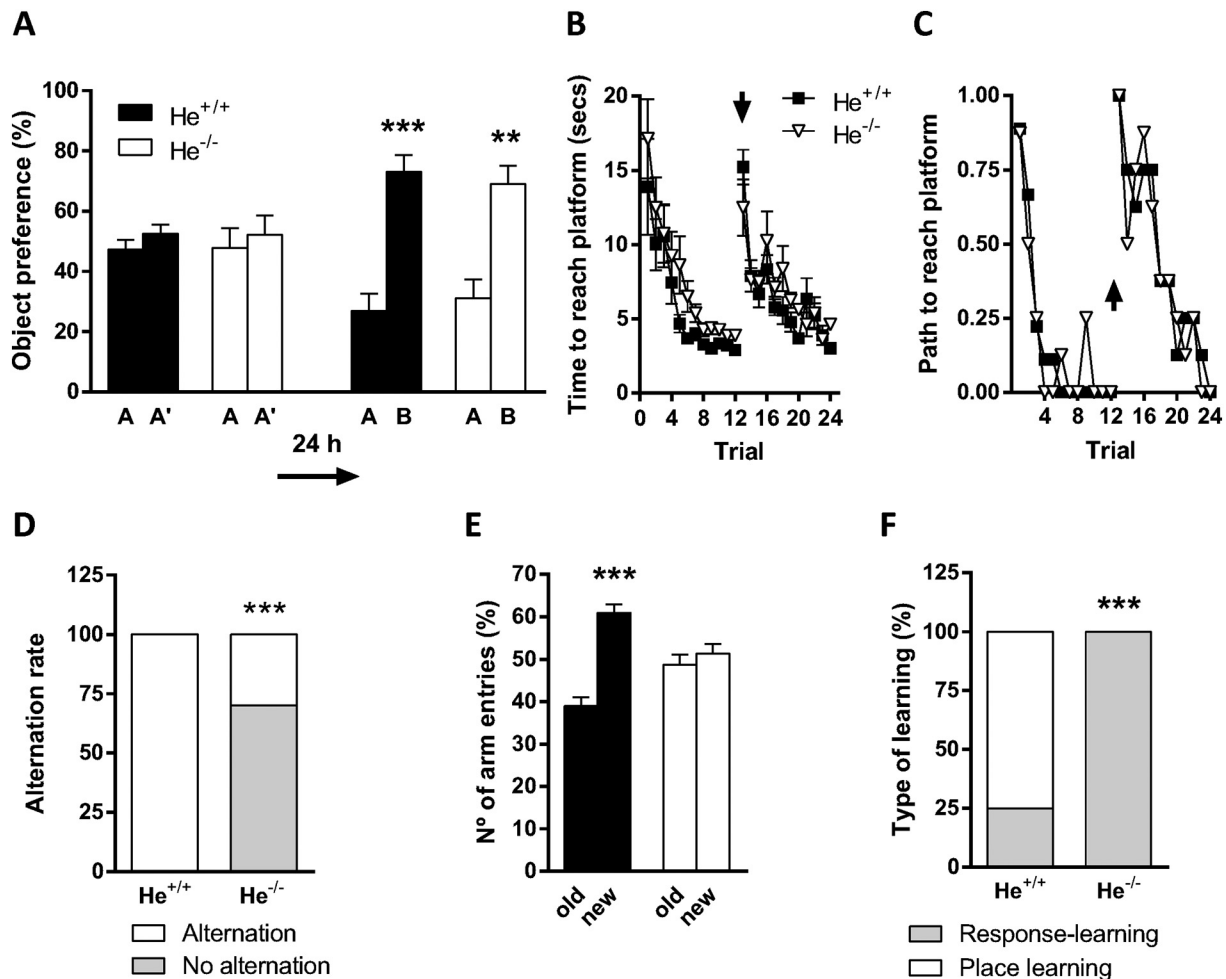 A
Object preference (%)
100
80
60
40
20
0
He+/+
He-/-
***
**
A A' A A' A B A B
24 h
B
Time to reach platform (secs)
20
15
10
5
0
He+/+
He-/-
0 4 8 12 16 20 24
Trial
C
Path to reach platform
1.00
0.75
0.50
0.25
0.00
4 8 12 16 20 24
Trial
D
Alternation rate
125
100
75
50
25
0
***
He+/+ He-/-
Alternation
No alternation
E
Nº of arm entries (%)
70
60
50
40
30
20
10
0
***
old new old new
F
Type of learning (%)
125
100
75
50
25
0
***
He+/+ He-/-
Response-learning
Place learning